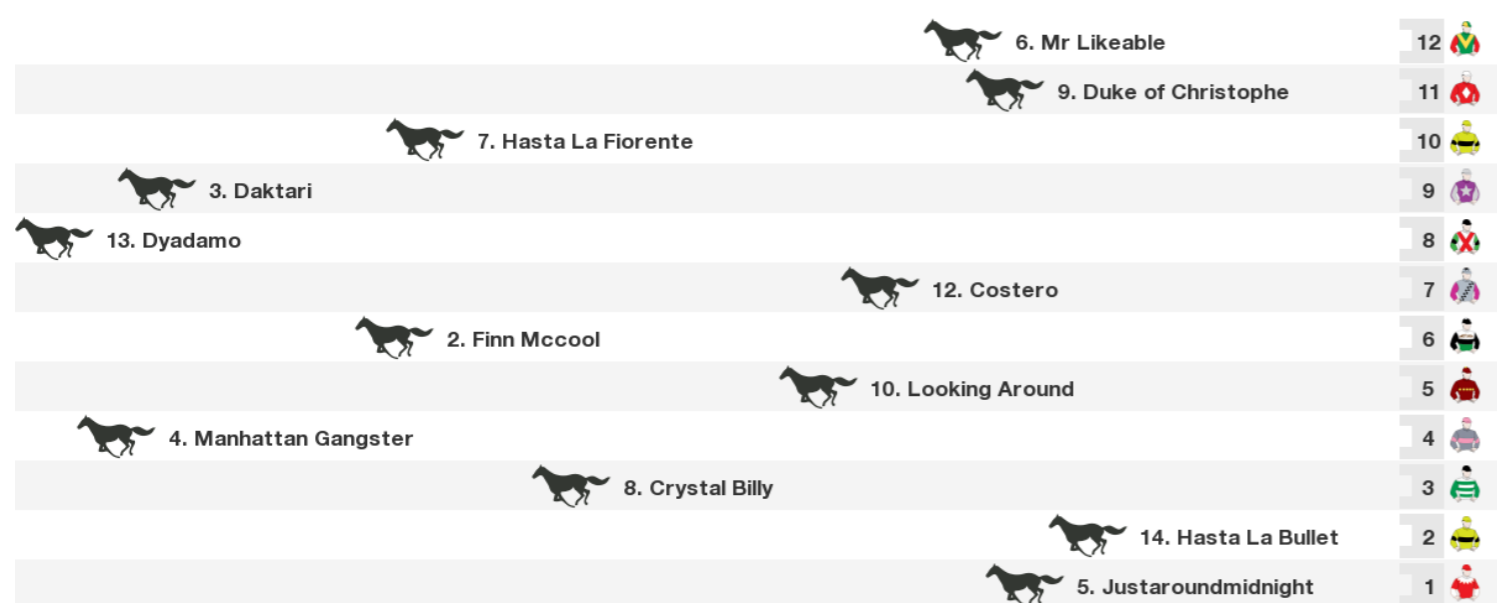 6. Mr Likeable 12
9. Duke of Christophe 11
7. Hasta La Fiorente 10
3. Daktari 9
13. Dyadamo 8
12. Costero 7
2. Finn Mccool 6
10. Looking Around 5
4. Manhattan Gangster 4
8. Crystal Billy 3
14. Hasta La Bullet 2
5. Justaroundmidnight 1